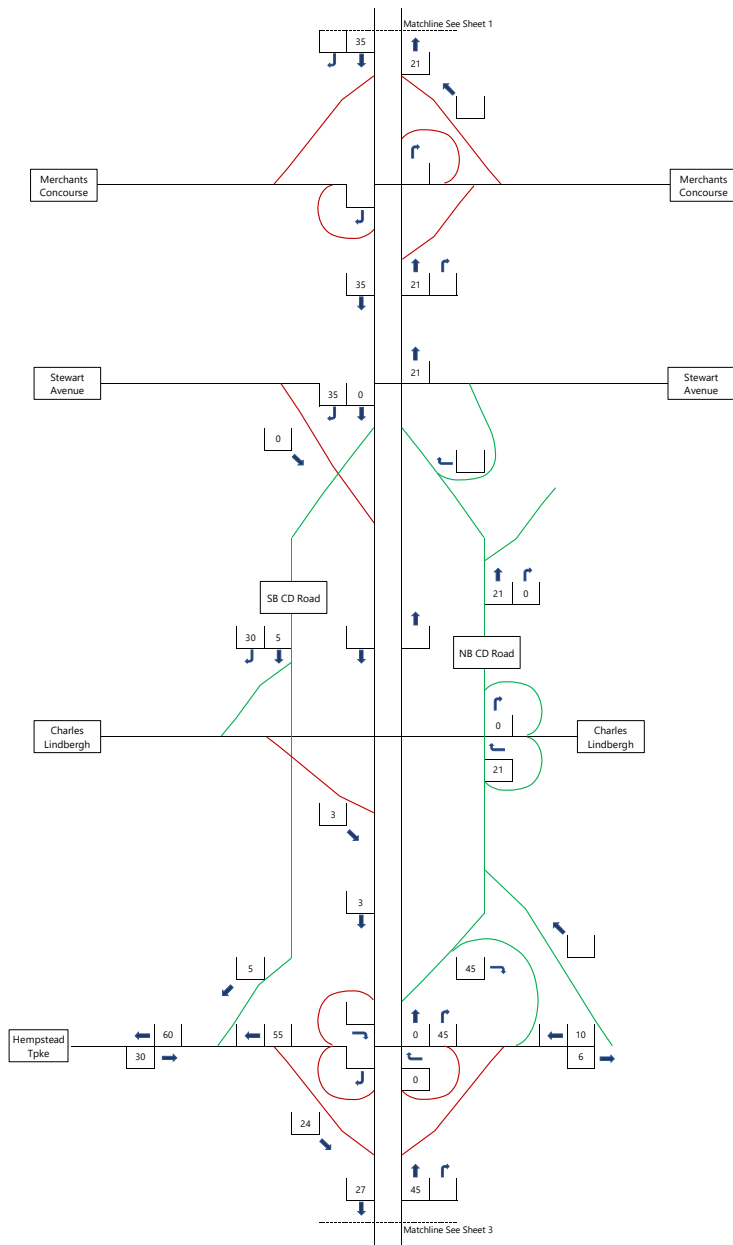 Matchline See Sheet 1
35
21
Merchants
Concourse
Merchants
Concourse
35
21
21
Stewart
Avenue
Stewart
Avenue
35
0
0
SB CD Road
21
0
30
5
NB CD Road
0
Charles
Lindbergh
Charles
Lindbergh
21
3
3
5
45
Hempstead
Tpke
60
55
0
45
10
30
6
0
24
27
45
Matchline See Sheet 3